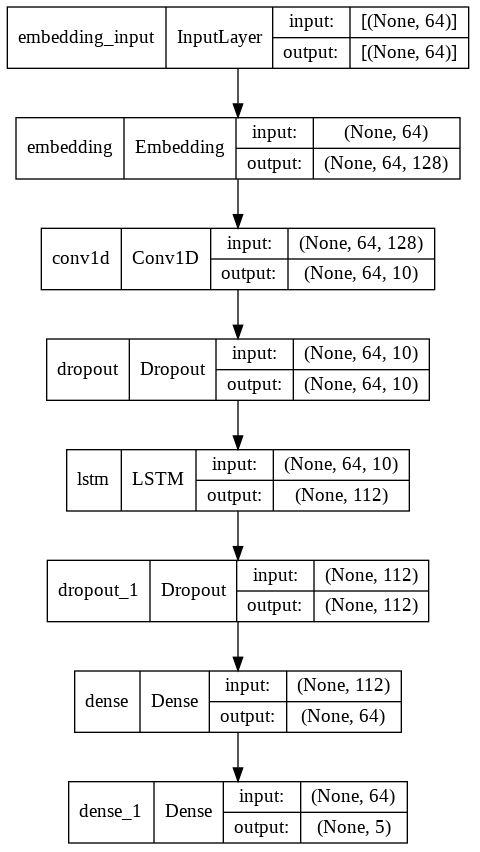 embedding_input InputLayer input: [(None, 64)]
output: [(None, 64)]
embedding Embedding input: (None, 64)
output: (None, 64, 128)
conv1d Conv1D input: (None, 64, 128)
output: (None, 64, 10)
dropout Dropout input: (None, 64, 10)
output: (None, 64, 10)
lstm LSTM input: (None, 64, 10)
output: (None, 112)
dropout_1 Dropout input: (None, 112)
output: (None, 112)
dense Dense input: (None, 112)
output: (None, 64)
dense_1 Dense input: (None, 64)
output: (None, 5)